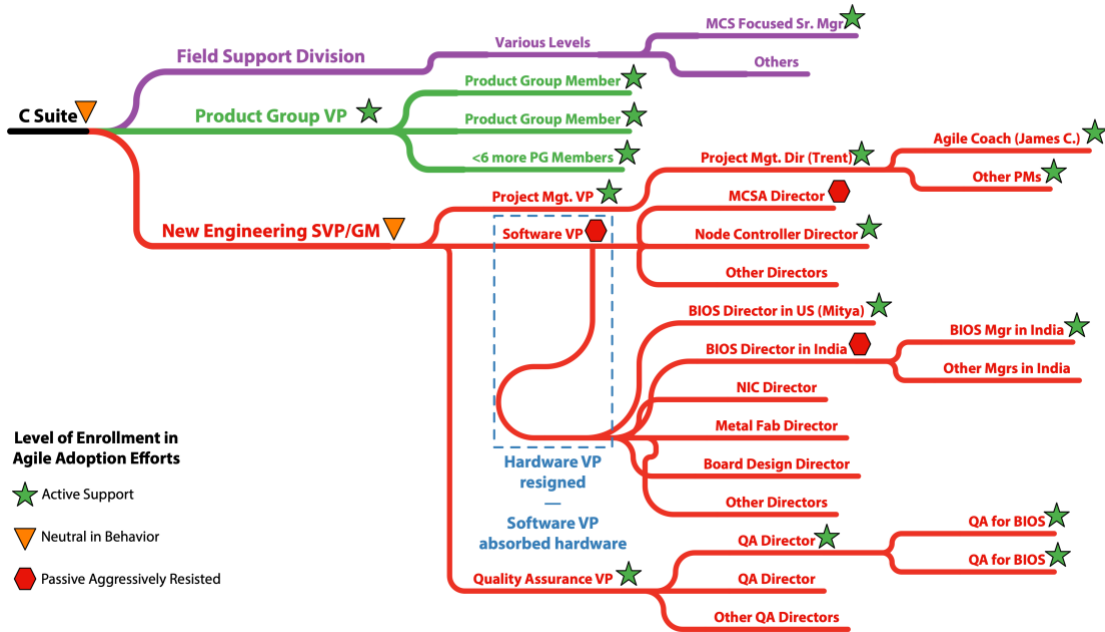 MCS Focused Sr. Mgr
Various Levels
Field Support Division
Others
Product Group Member
C Suite
Product Group VP
Product Group Member
Agile Coach (James C.)
<6 more PG Members
Project Mgt. Dir (Trent)
Other PMs
Project Mgt. VP
MCSA Director
New Engineering SVP/GM
Software VP
Node Controller Director
Other Directors
BIOS Director in US (Mitya)
BIOS Mgr in India
BIOS Director in India
Other Mgrs in India
NIC Director
Metal Fab Director
Board Design Director
Other Directors
Hardware VP
resigned
—
Software VP
absorbed hardware
QA for BIOS
QA Director
QA for BIOS
Quality Assurance VP
QA Director
Other QA Directors
Level of Enrollment in
Agile Adoption Efforts
Active Support
Neutral in Behavior
Passive Aggressively Resisted